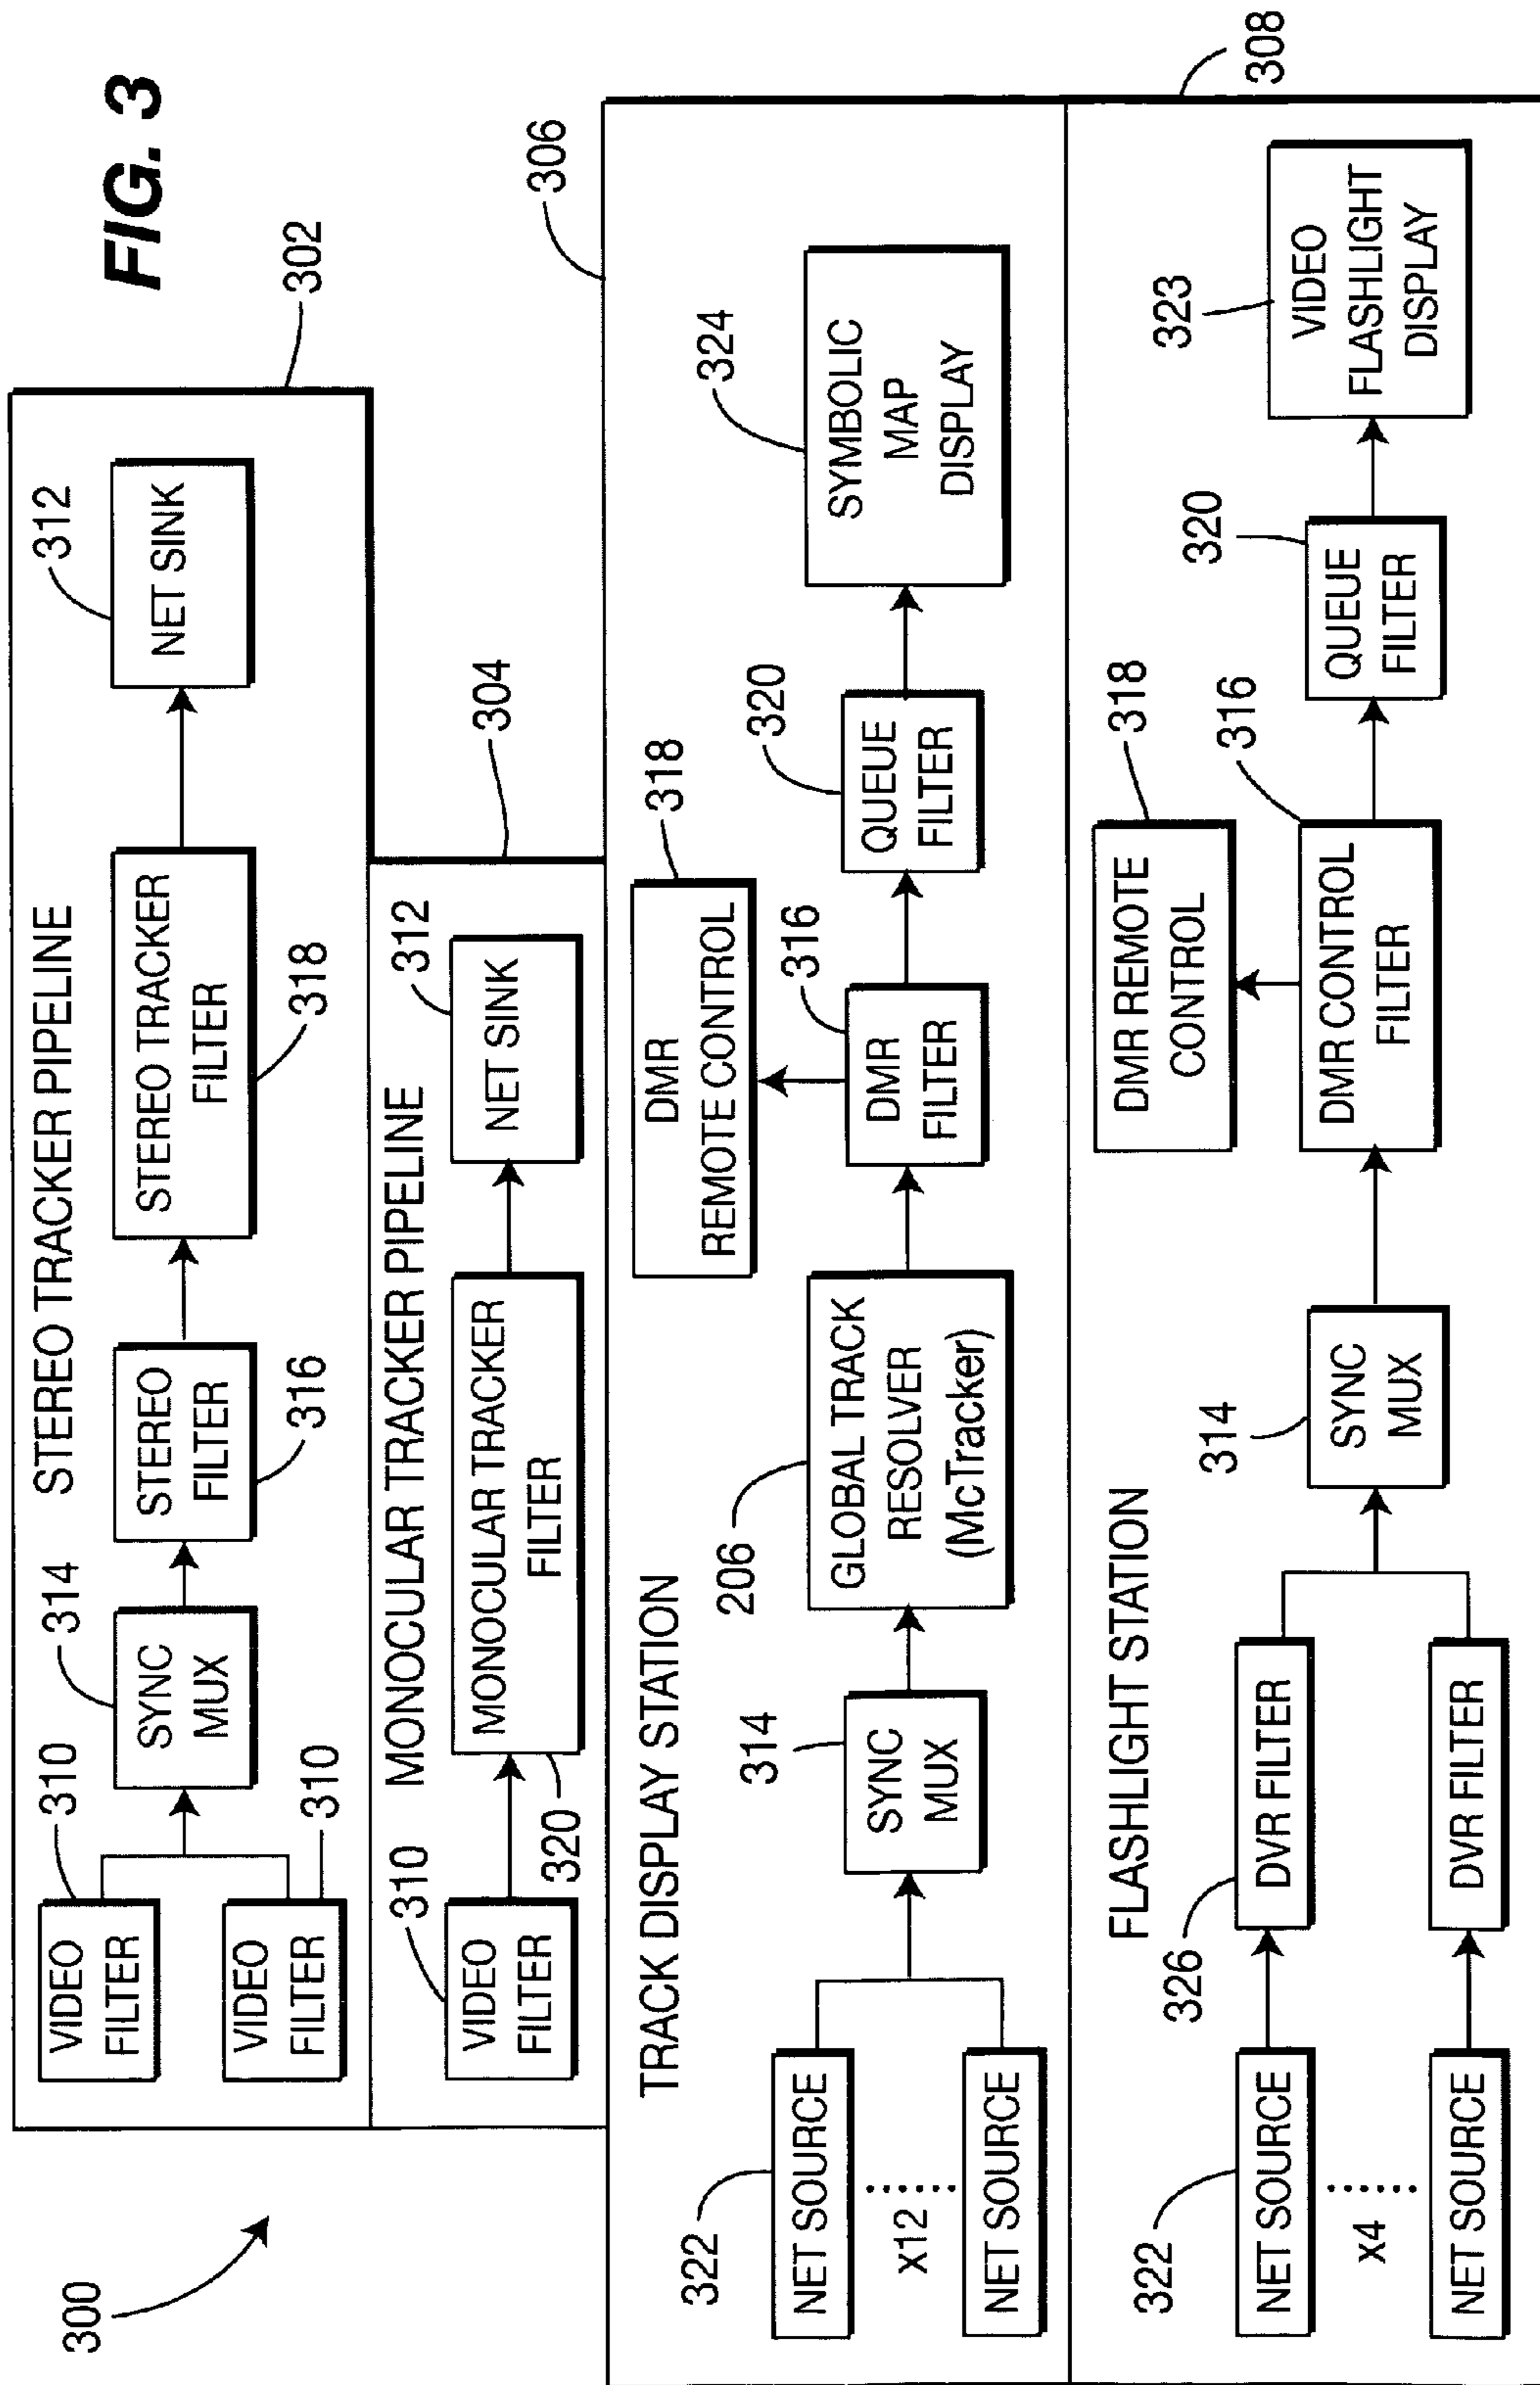 FIG. 3
300
STEREO TRACKER PIPELINE
302
310
VIDEO
FILTER
VIDEO
FILTER
310
314
SYNC
MUX
STEREO
FILTER
316
STEREO TRACKER
FILTER
318
312
NET SINK
MONOCULAR TRACKER PIPELINE
304
310
VIDEO
FILTER
320
MONOCULAR TRACKER
FILTER
312
NET SINK
TRACK DISPLAY STATION
306
322
NET SOURCE
x12
NET SOURCE
314
SYNC
MUX
206
GLOBAL TRACK
RESOLVER
(McTracker)
DMR
REMOTE CONTROL
318
316
DMR
FILTER
320
QUEUE
FILTER
324
SYMBOLIC
MAP
DISPLAY
FLASHLIGHT STATION
308
322
NET SOURCE
x4
NET SOURCE
326
DVR FILTER
DVR FILTER
314
SYNC
MUX
DMR REMOTE
CONTROL
318
316
DMR CONTROL
FILTER
320
QUEUE
FILTER
323
VIDEO
FLASHLIGHT
DISPLAY